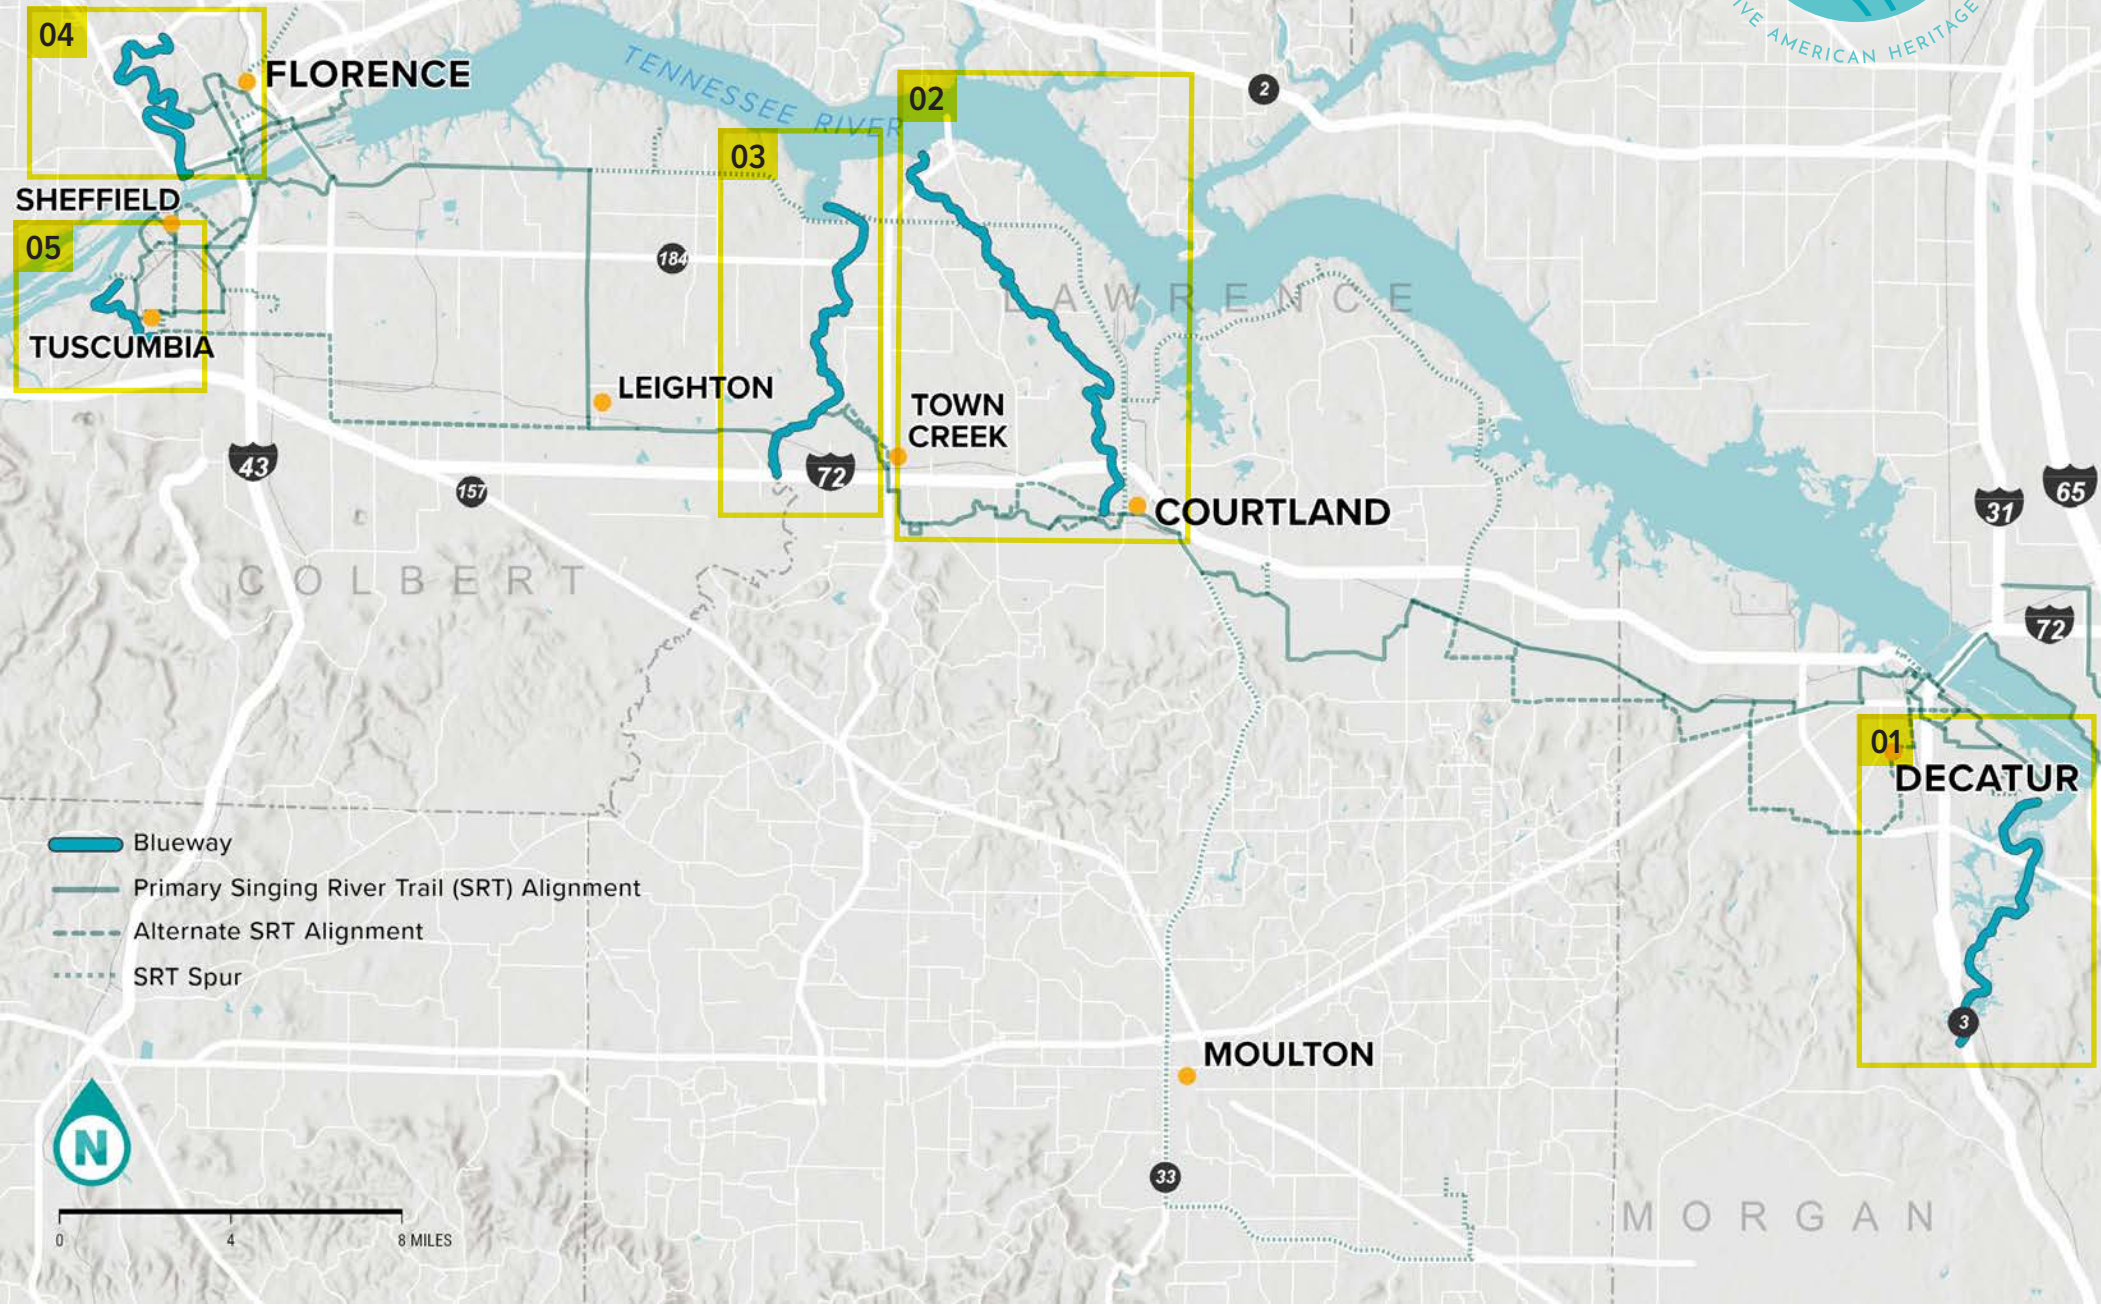 04
FLORENCE
TENNESSEE RIVER
02
2
IVE AMERICAN HERITAGE
03
SHEFFIELD
05
184
LAWRENCE
TUSCUMBIA
LEIGHTON
TOWN
CREEK
43
157
72
COURTLAND
31
65
COLBERT
72
01
DECATUR
Blueway
Primary Singing River Trail (SRT) Alignment
Alternate SRT Alignment
SRT Spur
3
MOULTON
N
33
MORGAN
0 4 8 MILES